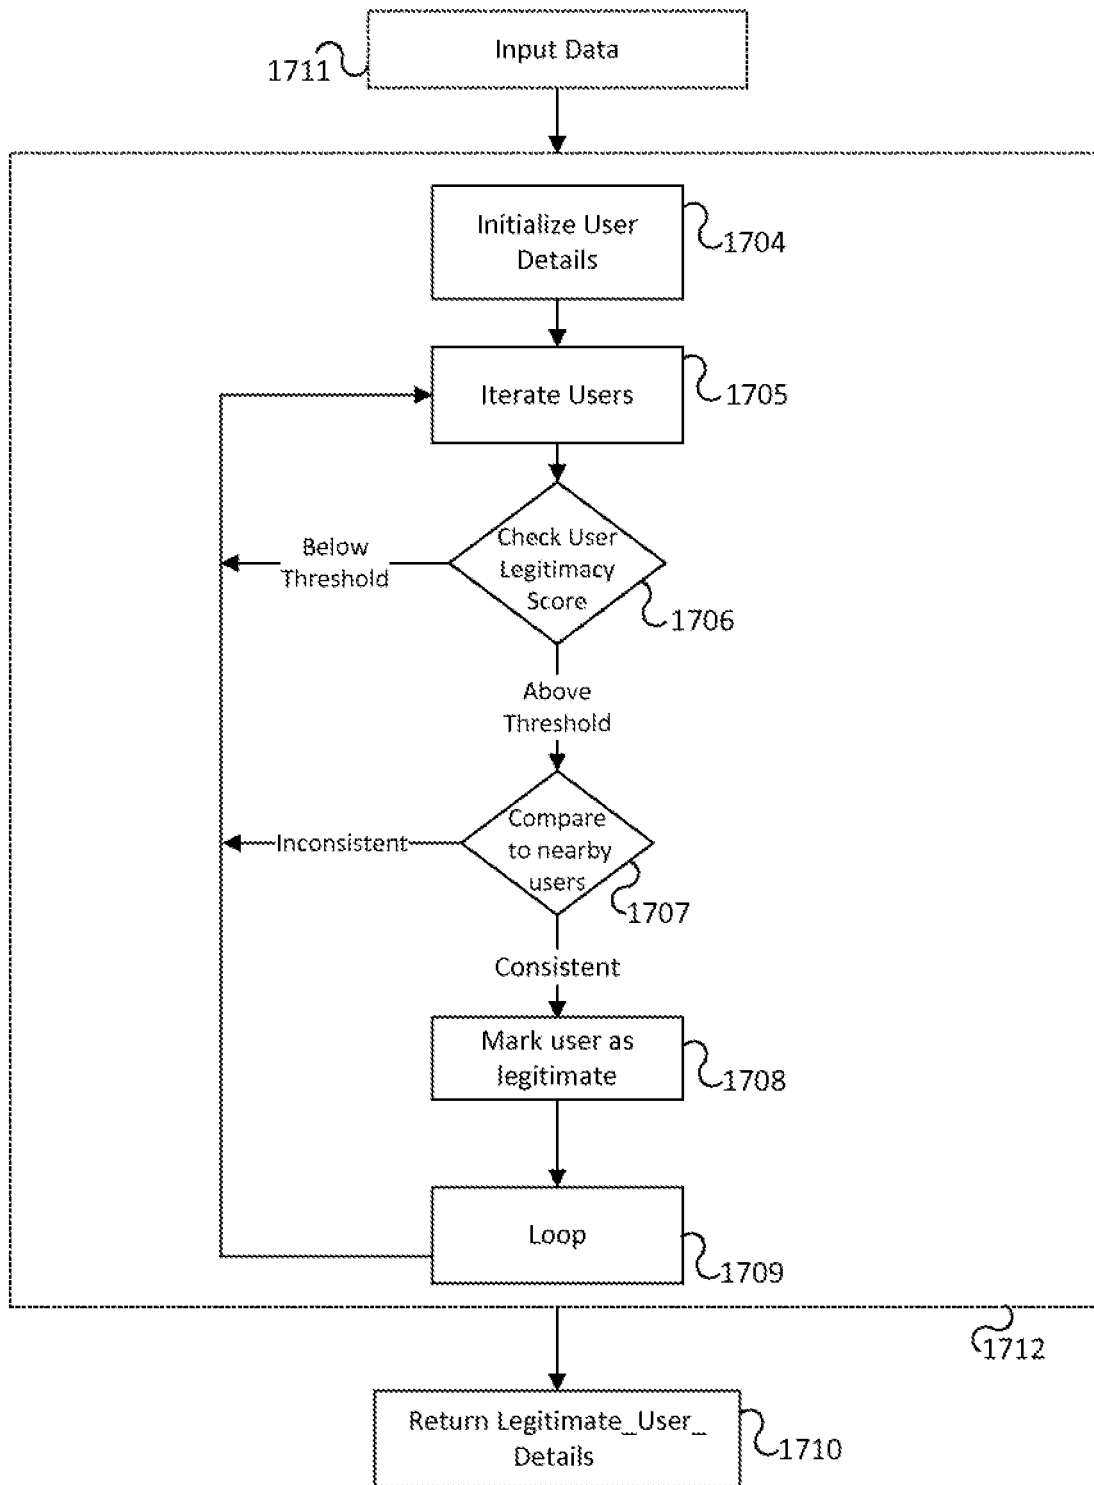 Input Data
1711
Initialize User
Details
1704
Iterate Users
1705
Check User
Legitimacy
Score
1706
Below
Threshold
Above
Threshold
Compare
to nearby
users
1707
Inconsistent
Consistent
Mark user as
legitimate
1708
Loop
1709
1712
Return Legitimate_User_
Details
1710